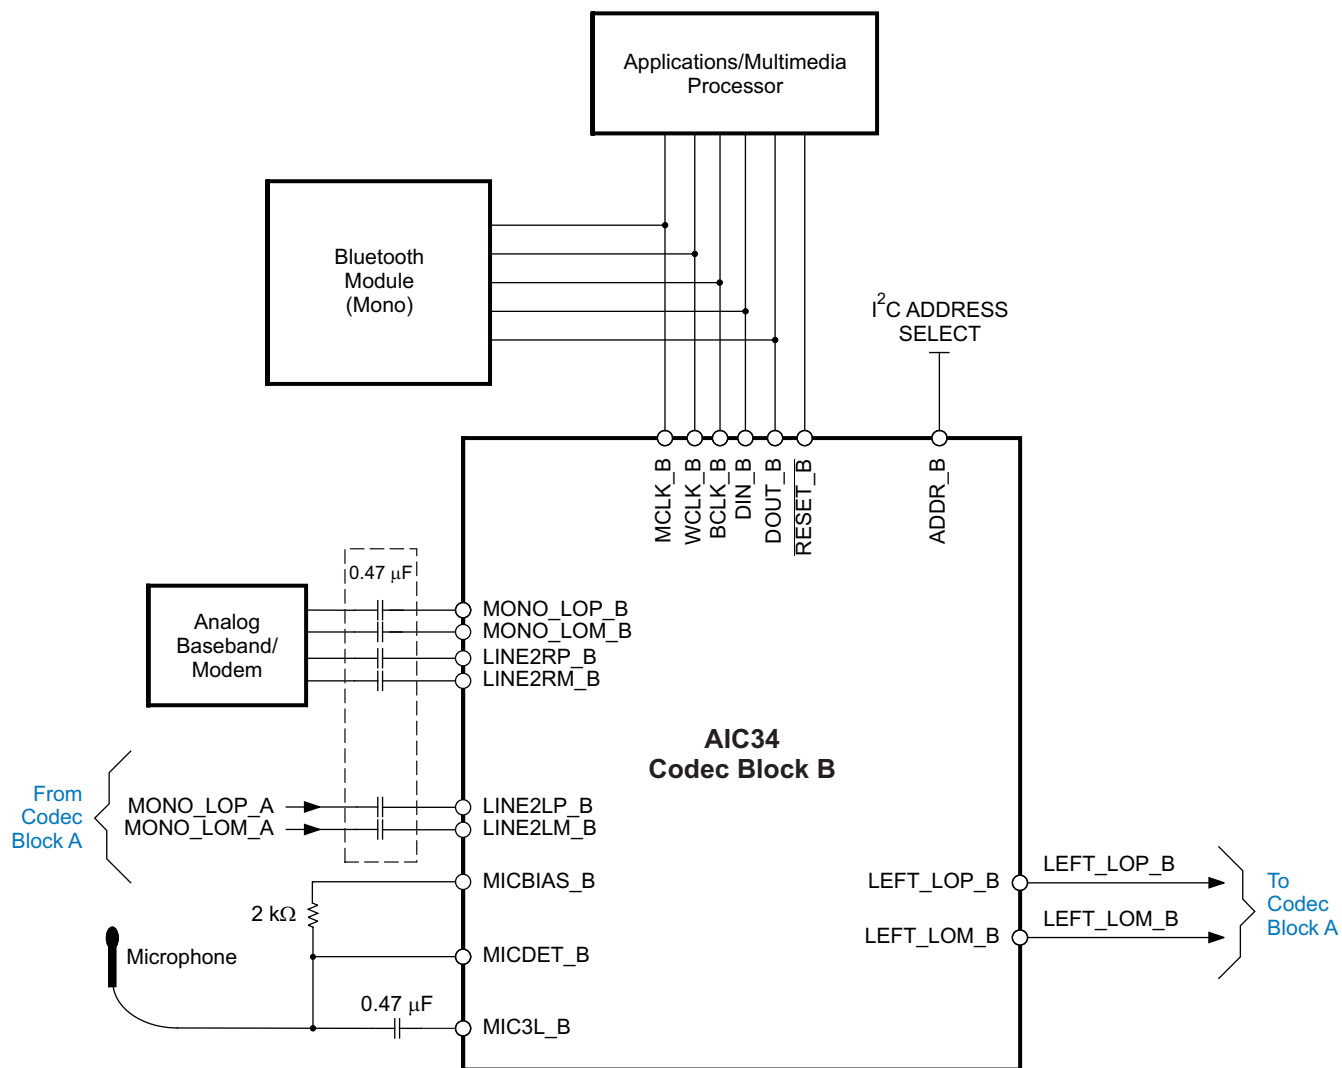 Applications/Multimedia
Processor
Bluetooth
Module
(Mono)
I²C ADDRESS
SELECT
MCLK_B
WCLK_B
BCLK_B
DIN_B
DOUT_B
RESET_B
ADDR_B
0.47 μF
Analog
Baseband/
Modem
MONO_LOP_B
MONO_LOM_B
LINE2RP_B
LINE2RM_B
AIC34
Codec Block B
From
Codec
Block A
MONO_LOP_A
MONO_LOM_A
LINE2LP_B
LINE2LM_B
MICBIAS_B
2 kΩ
Microphone
MICDET_B
0.47 μF
MIC3L_B
LEFT_LOP_B
LEFT_LOM_B
LEFT_LOP_B
LEFT_LOM_B
To
Codec
Block A